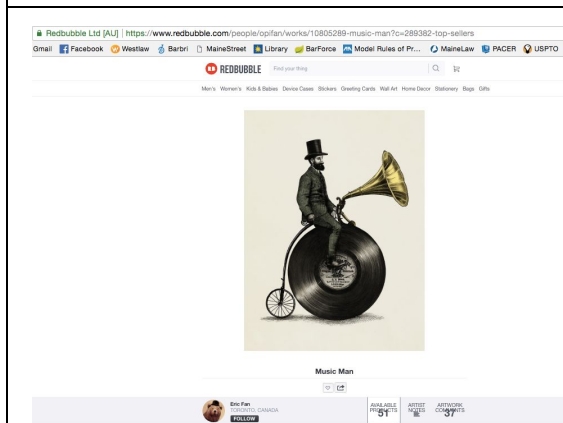 Redbubble Ltd [AU] | https://www.redbubble.com/people/opifan/works/10805289-music-man?c=289382-top-sellers
Gmail Facebook Westlaw Barbri MaineStreet Library BarForce Model Rules of Pr... MaineLaw PACER USPTO
REDBUBBLE Find your thing
Men's Women's Kids & Babies Device Cases Stickers Greeting Cards Wall Art Home Decor Stationery Bags Gifts
Music Man
Eric Fan
TORONTO, CANADA
FOLLOW
AVAILABLE PRODUCTS
51
ARTIST NOTES
ARTWORK COMMENTS
37